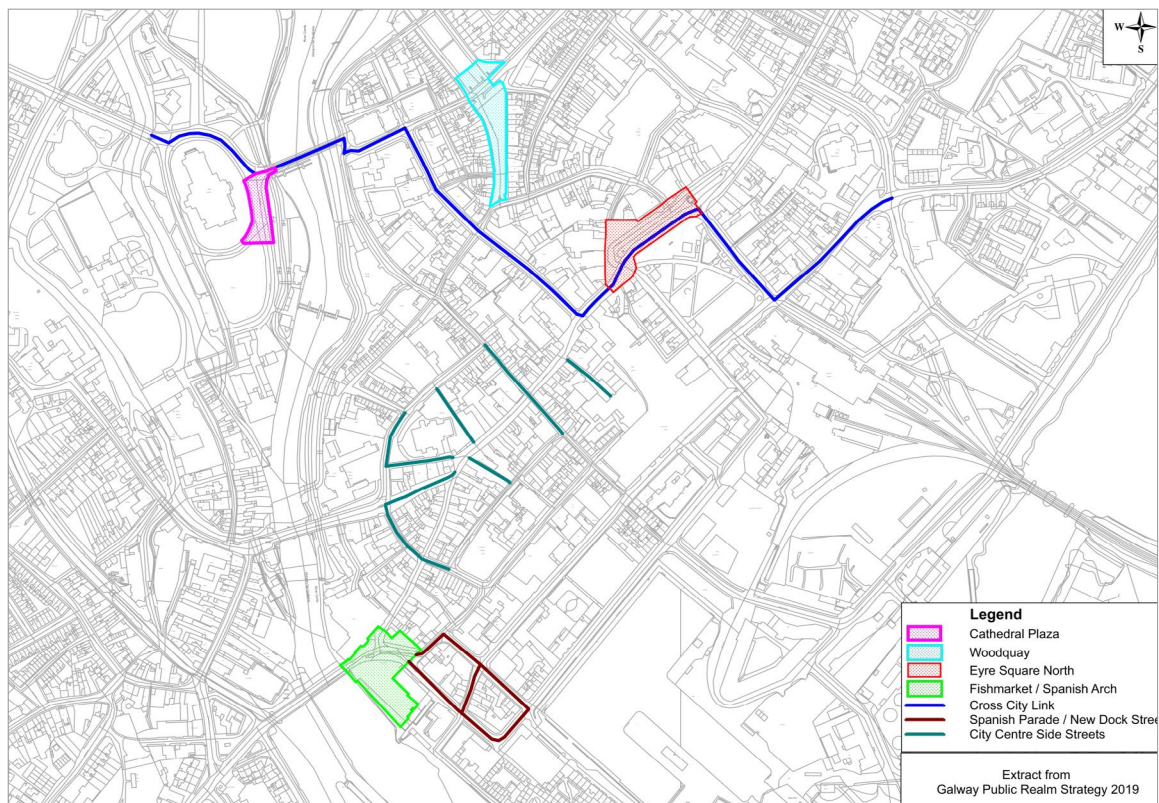 W
S
Legend
Cathedral Plaza
Woodquay
Eyre Square North
Fishmarket / Spanish Arch
Cross City Link
Spanish Parade / New Dock Stree
City Centre Side Streets
Extract from
Galway Public Realm Strategy 2019